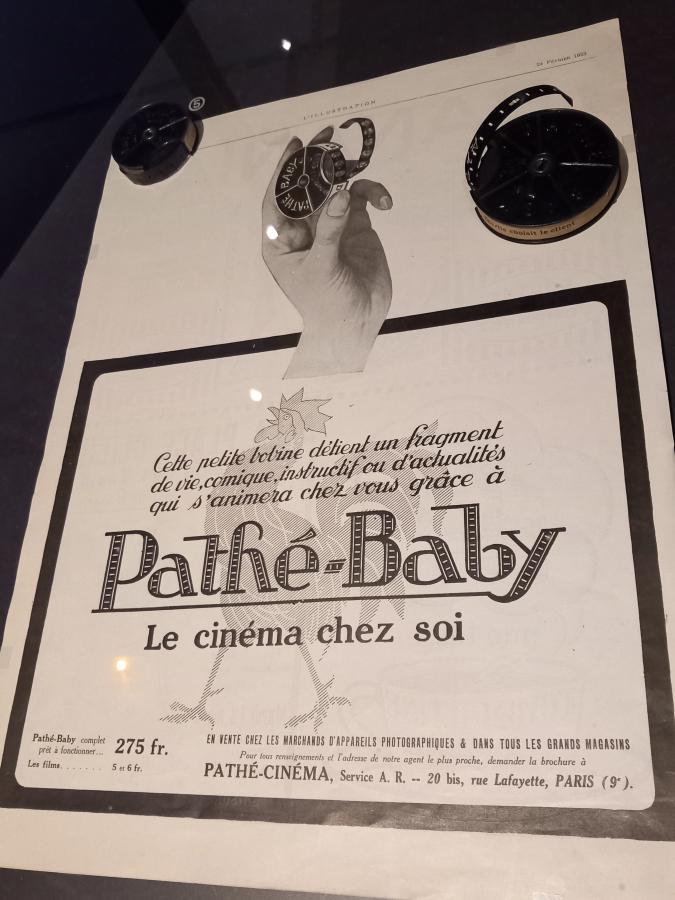 24 Février 1923
L'ILLUSTRATION
5
PATHÉ-BABY
choisit le client
Cette petite bobine détient un fragment
de vie, comique, instructif ou d'actualités
qui s'animera chez vous grâce à
Pathé-Baby
Le cinéma chez soi
Pathé-Baby complet
prêt à fonctionner... 275 fr.
Les films....... 5 et 6 fr.
EN VENTE CHEZ LES MARCHANDS D'APPAREILS PHOTOGRAPHIQUES & DANS TOUS LES GRANDS MAGASINS
Pour tous renseignements et l'adresse de notre agent le plus proche, demander la brochure à
PATHÉ-CINÉMA, Service A. R. -- 20 bis, rue Lafayette, PARIS (9e).